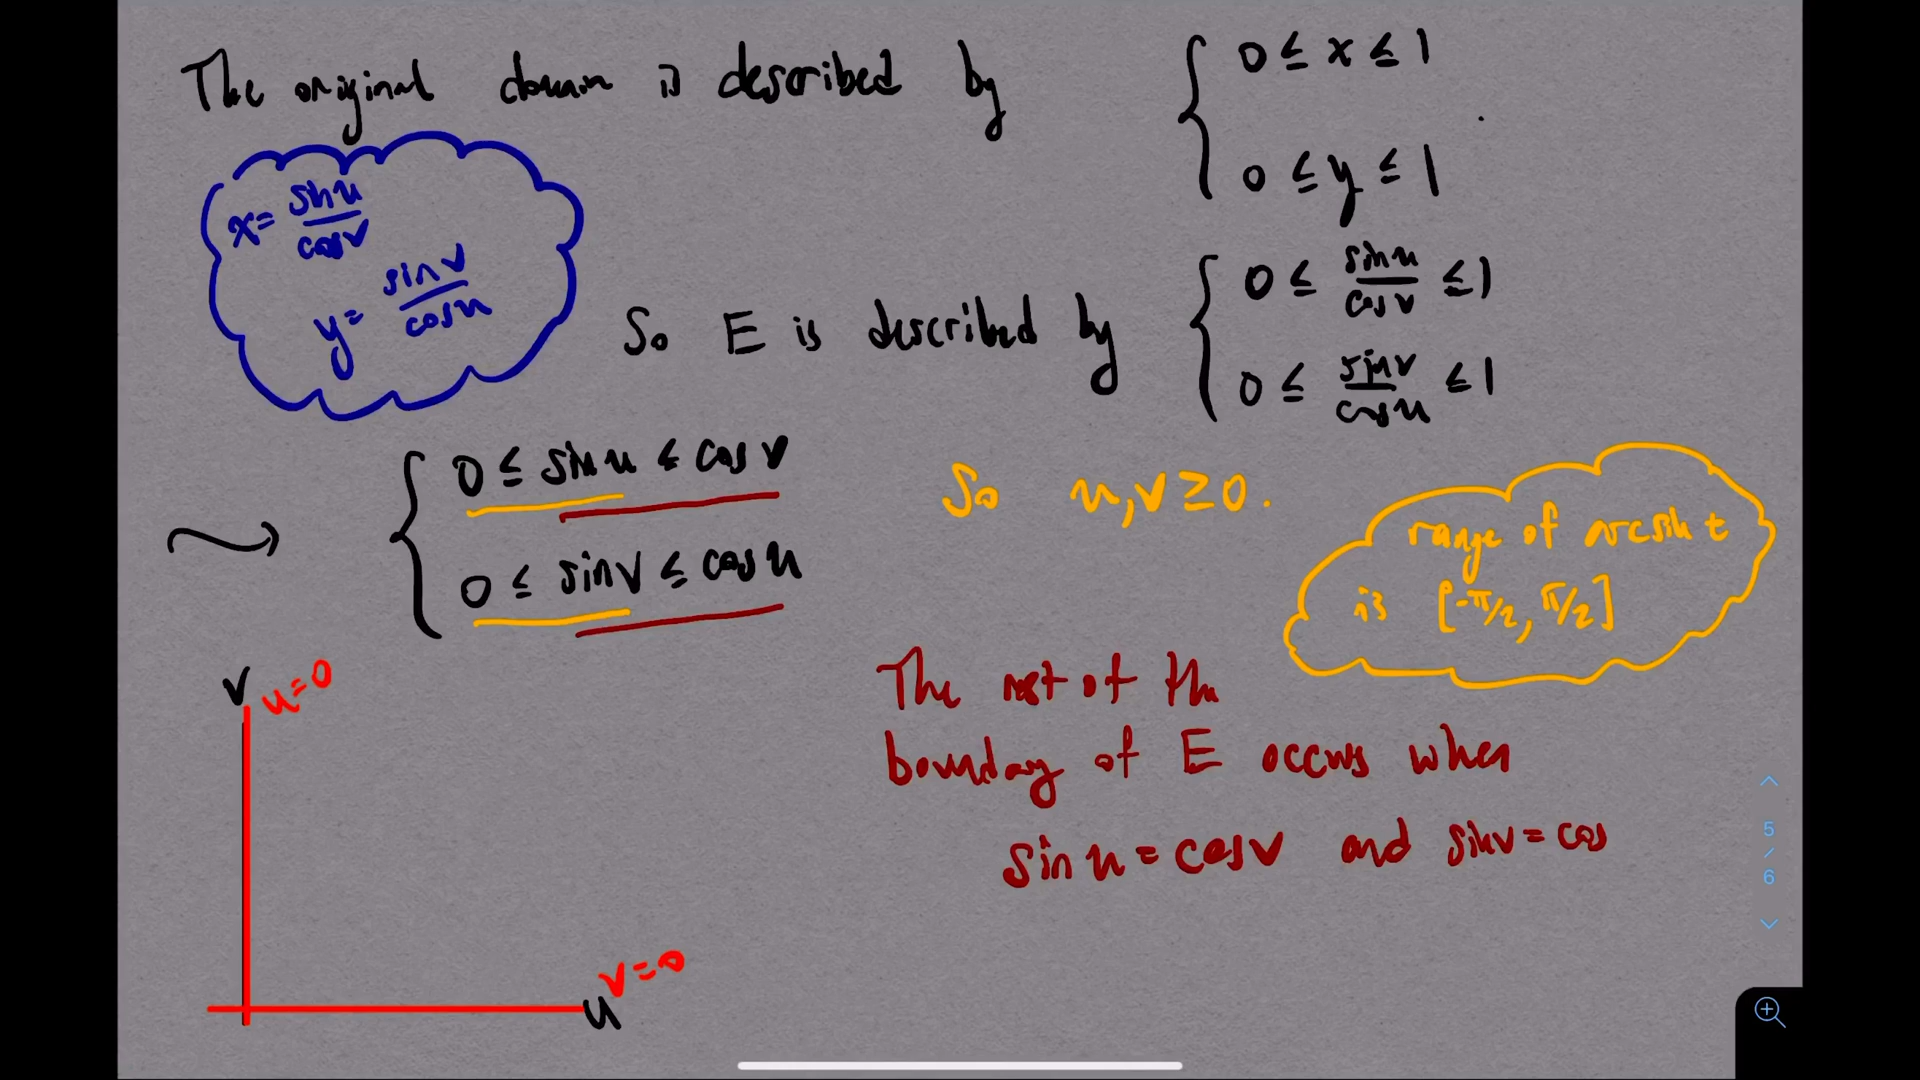 The original domain is described by
{ 0 ≤ x ≤ 1
0 ≤ y ≤ 1
x = sin u / cos v
y = sin v / cos u
So E is described by
{ 0 ≤ sin u / cos v ≤ 1
0 ≤ sin v / cos u ≤ 1
{ 0 ≤ sin u ≤ cos v
0 ≤ sin v ≤ cos u
So u, v ≥ 0.
range of arcsin t
is [-π/2, π/2]
The rest of the
boundary of E occurs when
sin u = cos v and sin v = cos
v u=0
v=0
u
5
/
6